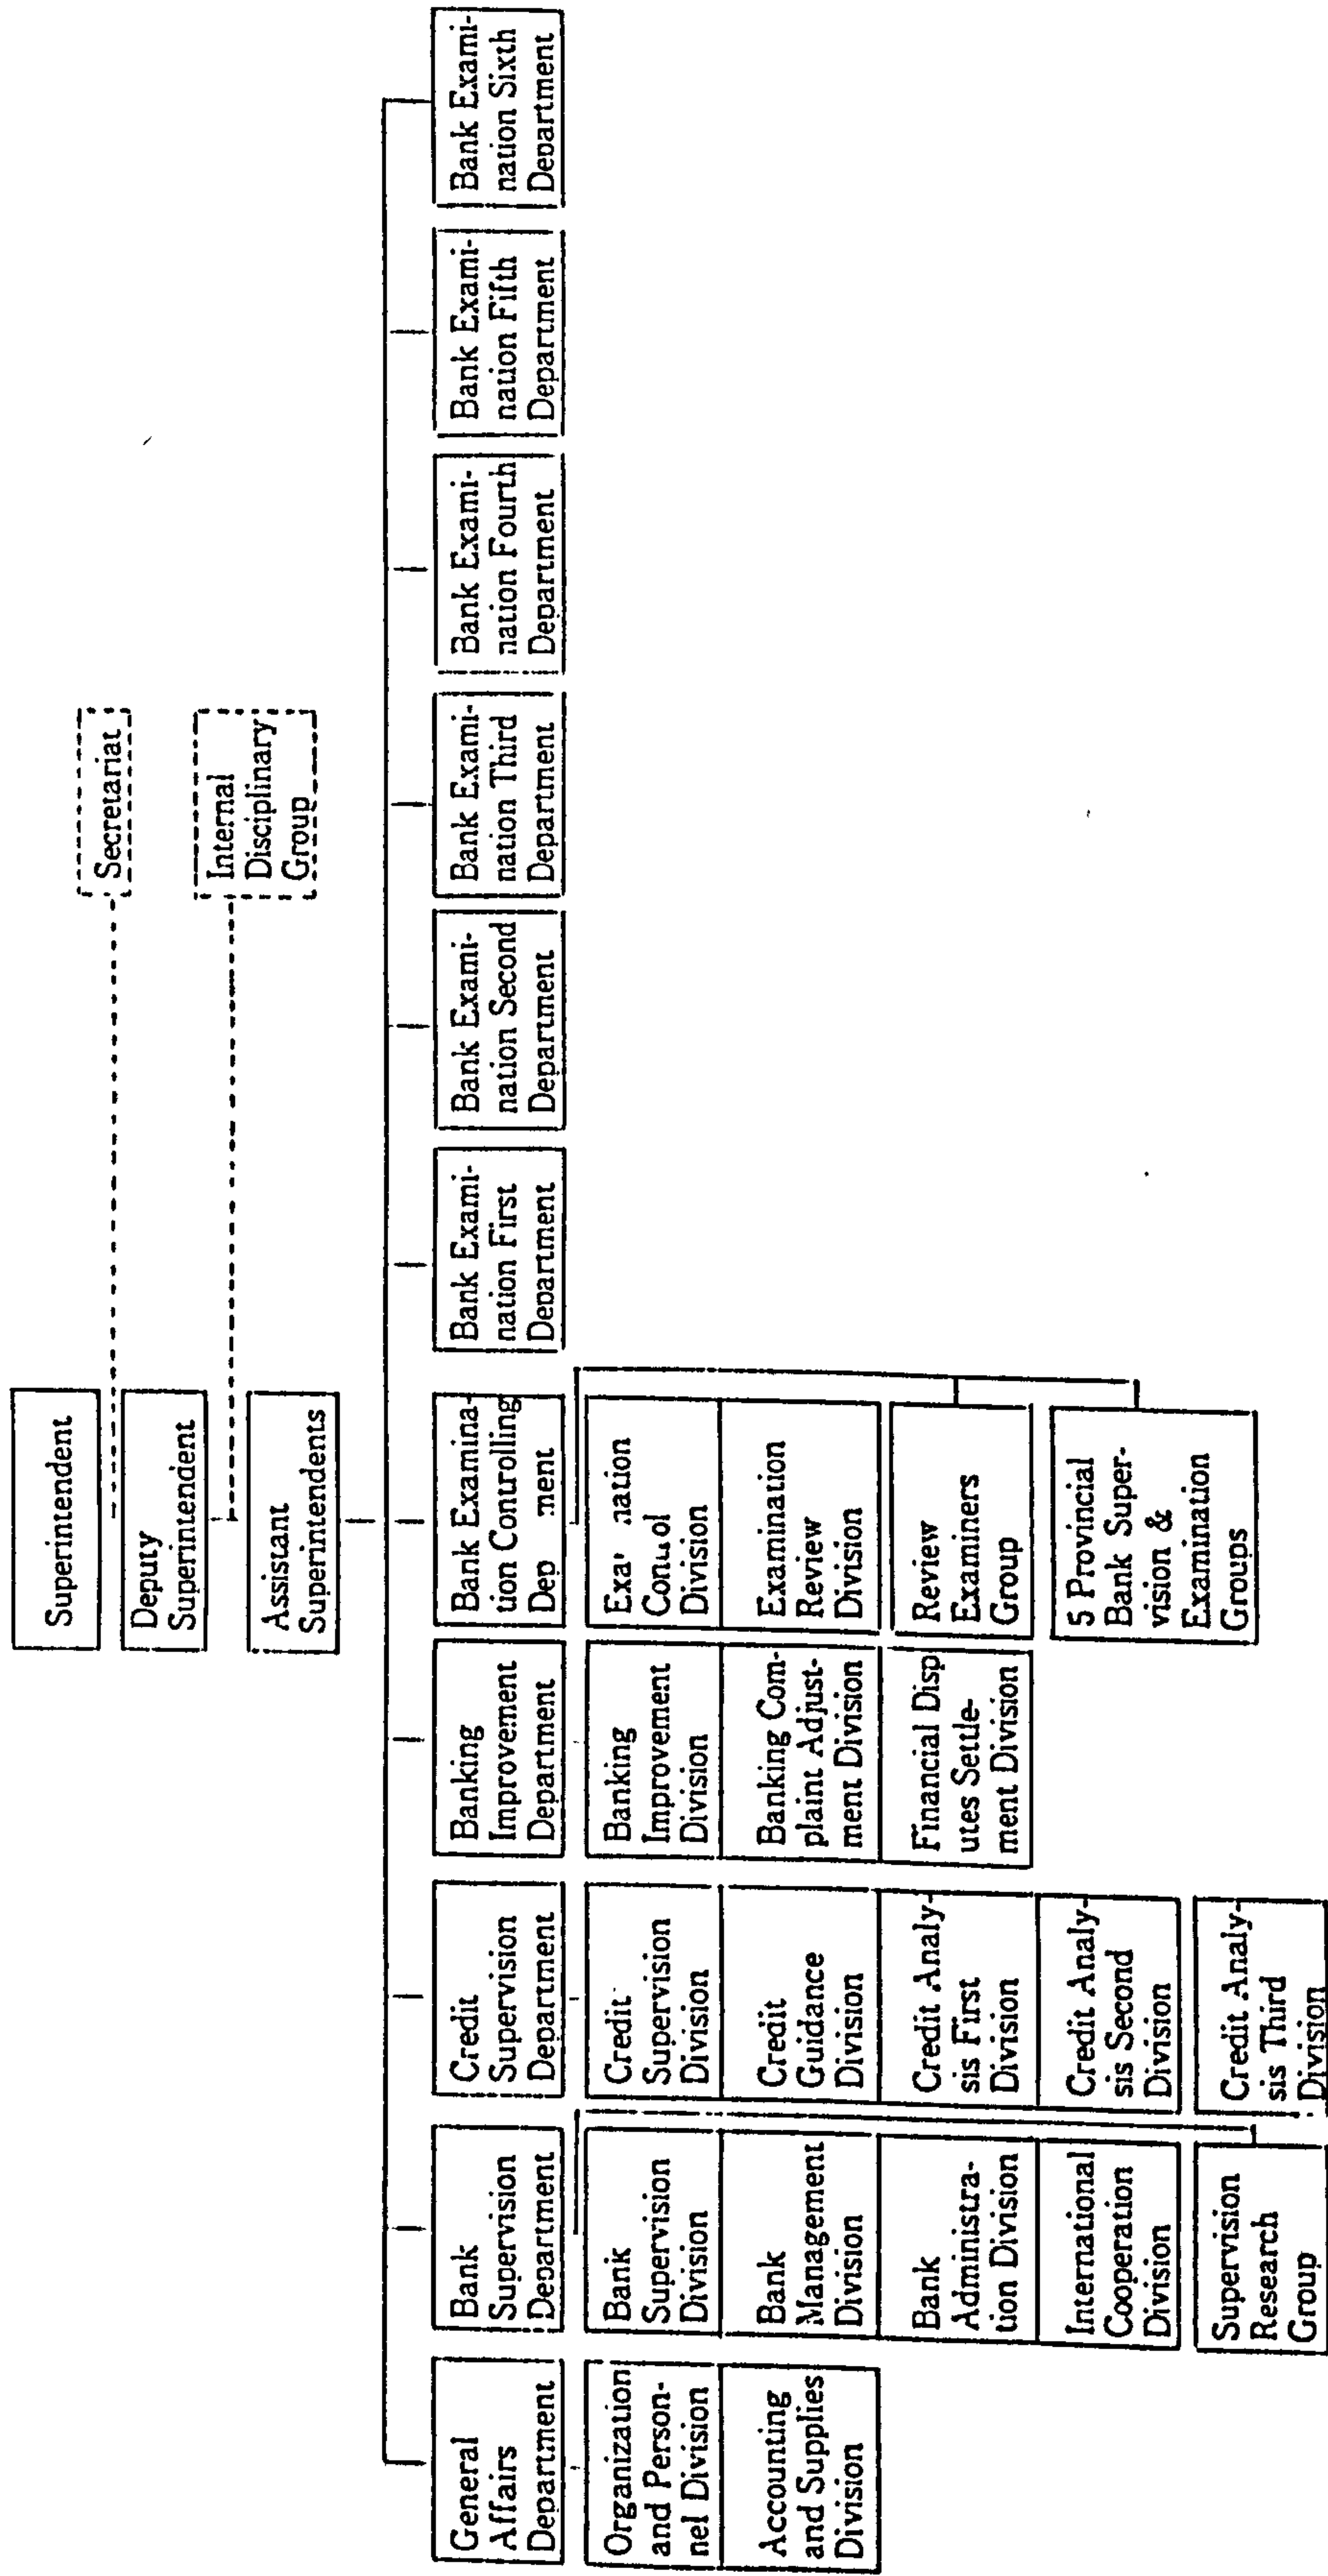 Superintendent
Secretariat
Deputy
Superintendent
Internal
Disciplinary
Group
Assistant
Superintendents
General
Affairs
Department
Bank
Supervision
Department
Credit
Supervision
Department
Banking
Improvement
Department
Bank Examina-
tion Controlling
Bank Exami-
nation First
Department
Bank Exami-
nation Second
Department
Bank Exami-
nation Third
Department
Bank Exami-
nation Fourth
Department
Bank Exami-
nation Fifth
Department
Bank Exami-
nation Sixth
Department
Organization
and Person-
nel Division
Accounting
and Supplies
Division
Bank
Supervision
Division
Bank
Management
Division
Bank
Administra-
tion Division
International
Cooperation
Division
Supervision
Research
Group
Credit
Supervision
Division
Credit
Guidance
Division
Credit Analy-
sis First
Division
Credit Analy-
sis Second
Division
Credit Analy-
sis Third
Division
Banking
Improvement
Division
Banking Com-
plaint Adjust-
ment Division
Financial Disp
utes Settle-
ment Division
Division
Examination
Review
Division
Review
Examiners
Group
5 Provincial
Bank Super-
vision &
Examination
Groups